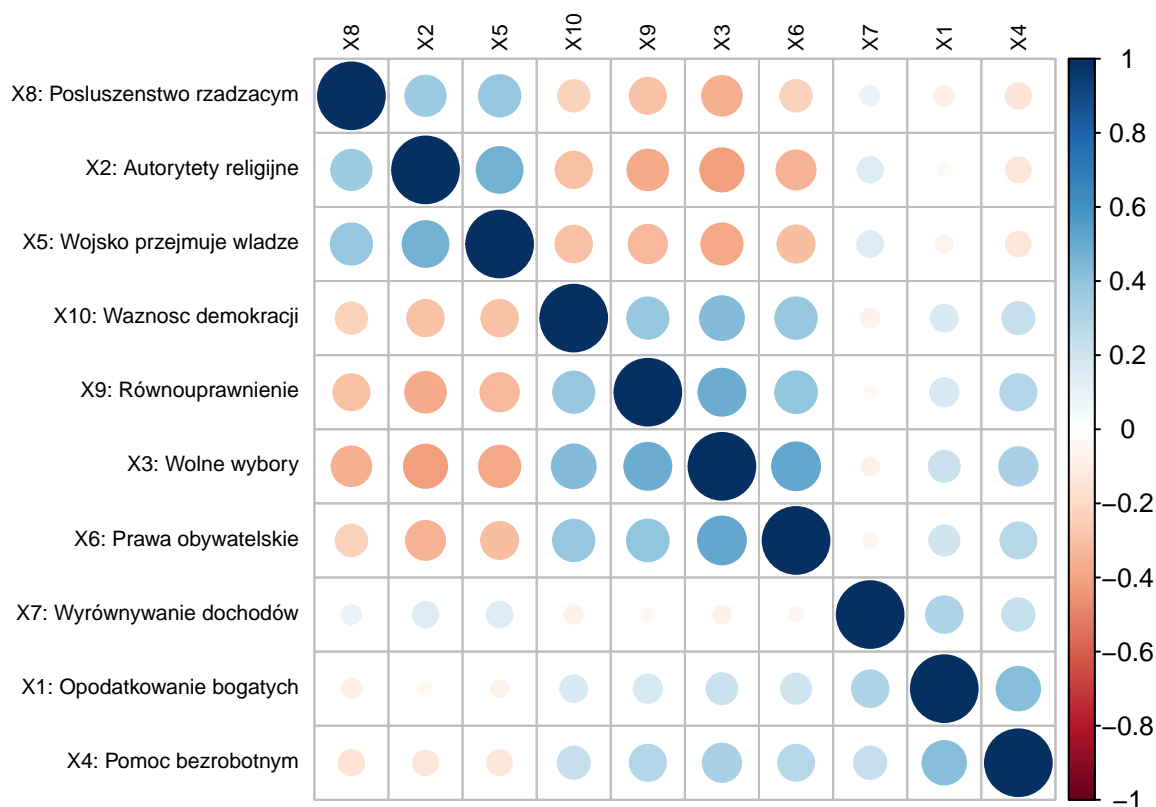 X8 X2 X5 X10 X9 X3 X6 X7 X1 X4
X8: Posluszenstwo rzadzacym
X2: Autorytety religijne
X5: Wojsko przejmuje wladze
X10: Waznosc demokracji
X9: Równouprawnienie
X3: Wolne wybory
X6: Prawa obywatelskie
X7: Wyrównywanie dochodów
X1: Opodatkowanie bogatych
X4: Pomoc bezrobotnym
1
0.8
0.6
0.4
0.2
0
−0.2
−0.4
−0.6
−0.8
−1